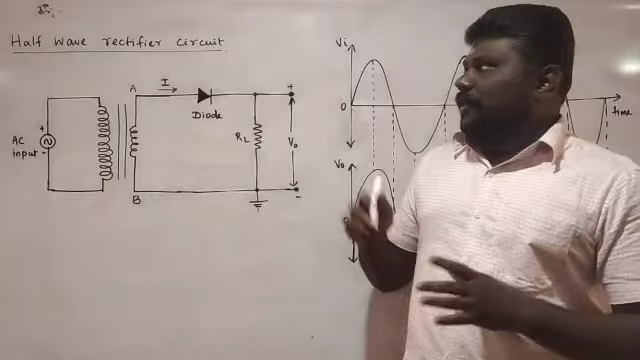 Half wave rectifier circuit
A
I
Diode
AC
input
+
-
RL
Vo
+
-
B
Vi
0
time
Vo